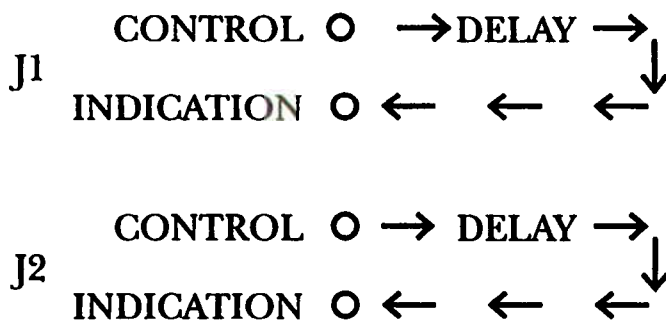 J1
CONTROL DELAY
INDICATION
J2
CONTROL DELAY
INDICATION